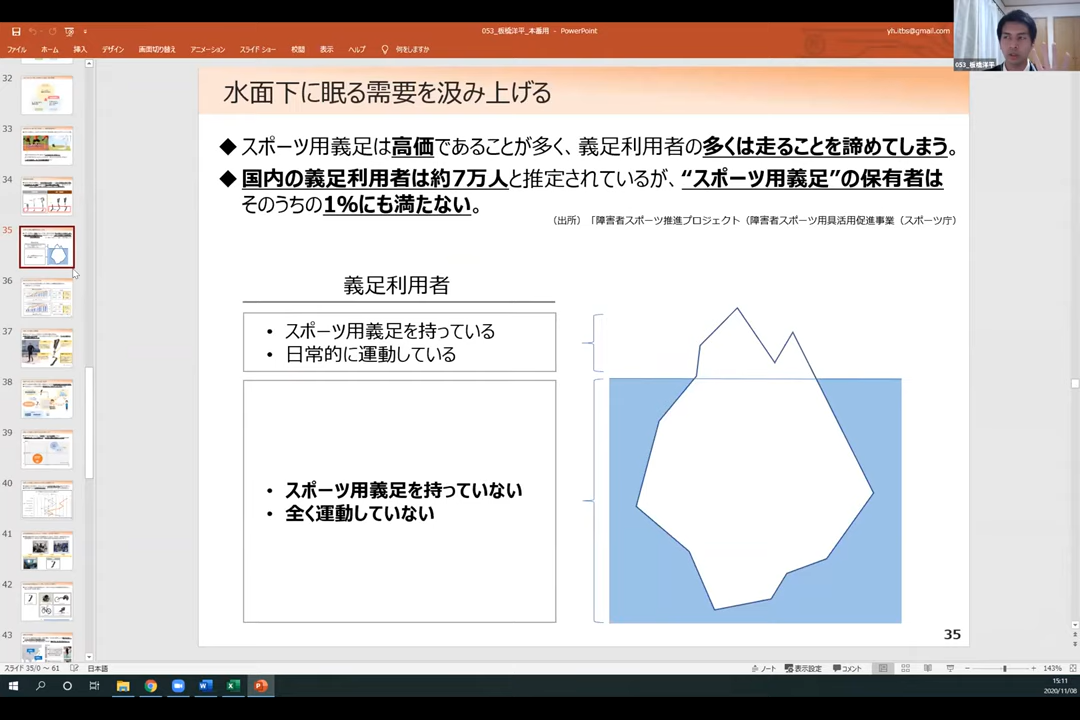 053_板橋洋平_本番用 - PowerPoint
yh.itbs@gmail.com
053_板橋洋平
ファイル ホーム 挿入 デザイン 画面切り替え アニメーション スライド ショー 校閲 表示 ヘルプ 何をしますか
水面下に眠る需要を汲み上げる
◆ スポーツ用義足は高価であることが多く、義足利用者の多くは走ることを諦めてしまう。
◆ 国内の義足利用者は約7万人と推定されているが、“スポーツ用義足”の保有者は
そのうちの1%にも満たない。
(出所)「障害者スポーツ推進プロジェクト(障害者スポーツ用具活用促進事業(スポーツ庁)
義足利用者
• スポーツ用義足を持っている
• 日常的に運動している
• スポーツ用義足を持っていない
• 全く運動していない
35
32
33
34
35
36
37
38
39
40
41
42
43
スライド 35/0 ~ 61 日本語
ノート 表示設定 コメント 143%
15:11
2020/11/08